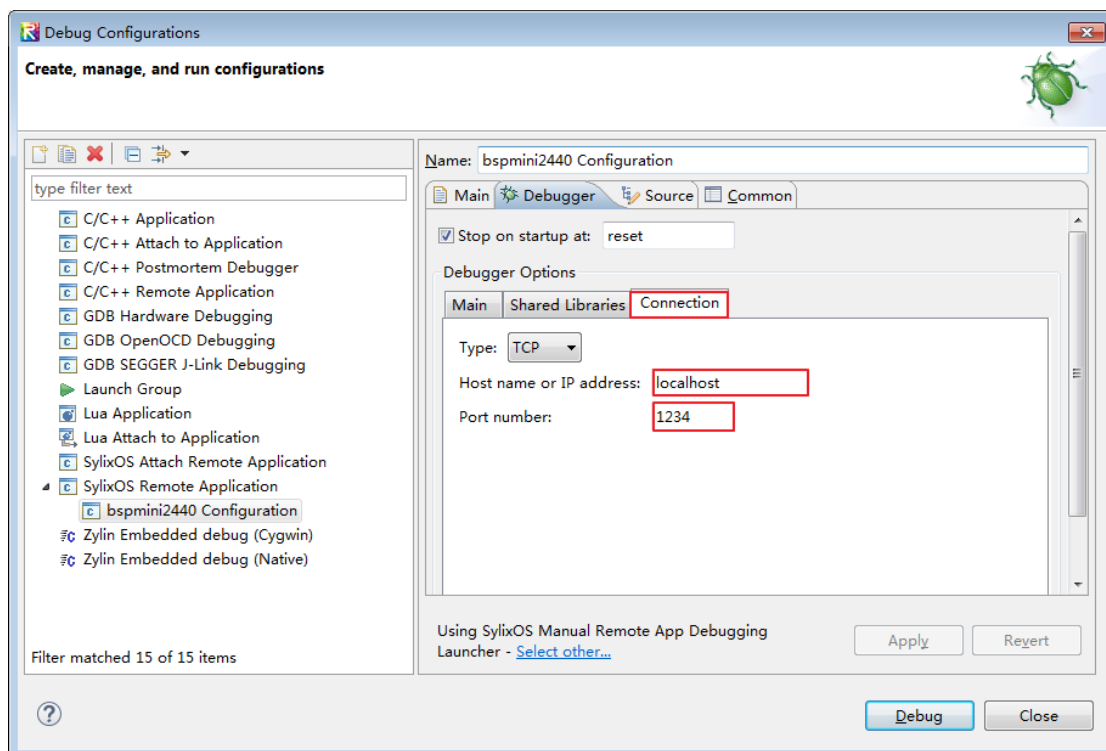 Debug Configurations
Create, manage, and run configurations
type filter text
C/C++ Application
C/C++ Attach to Application
C/C++ Postmortem Debugger
C/C++ Remote Application
GDB Hardware Debugging
GDB OpenOCD Debugging
GDB SEGGER J-Link Debugging
Launch Group
Lua Application
Lua Attach to Application
SylixOS Attach Remote Application
SylixOS Remote Application
bspmini2440 Configuration
Zylin Embedded debug (Cygwin)
Zylin Embedded debug (Native)
Filter matched 15 of 15 items
Name: bspmini2440 Configuration
Main Debugger Source Common
Stop on startup at: reset
Debugger Options
Main Shared Libraries Connection
Type: TCP
Host name or IP address: localhost
Port number: 1234
Using SylixOS Manual Remote App Debugging
Launcher - Select other...
Apply Revert
Debug Close